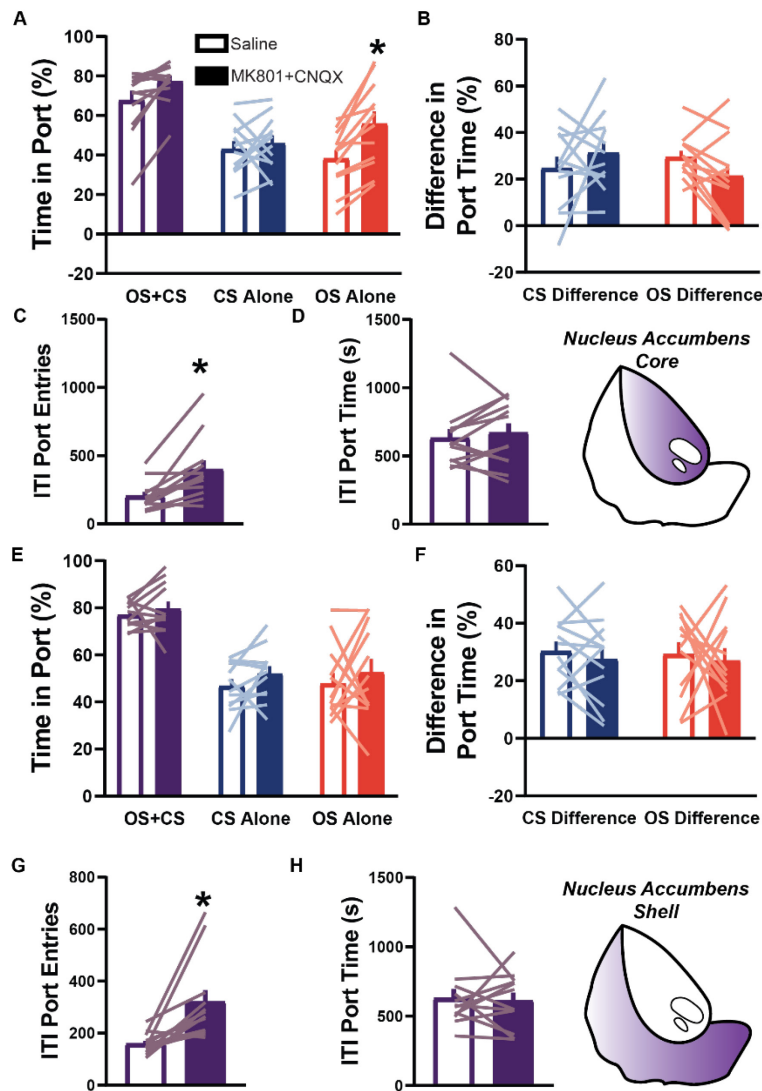 A
Time in Port (%)
100
80
60
40
20
0
-20
Saline
MK801+CNQX
*
OS+CS
CS Alone
OS Alone
B
Difference in
Port Time (%)
80
60
40
20
0
-20
CS Difference
OS Difference
C
ITI Port Entries
1500
1000
500
0
*
D
ITI Port Time (s)
1500
1000
500
0
Nucleus Accumbens
Core
E
Time in Port (%)
100
80
60
40
20
0
OS+CS
CS Alone
OS Alone
F
Difference in
Port Time (%)
60
40
20
0
-20
CS Difference
OS Difference
G
ITI Port Entries
800
600
400
200
0
*
H
ITI Port Time (s)
1500
1000
500
0
Nucleus Accumbens
Shell